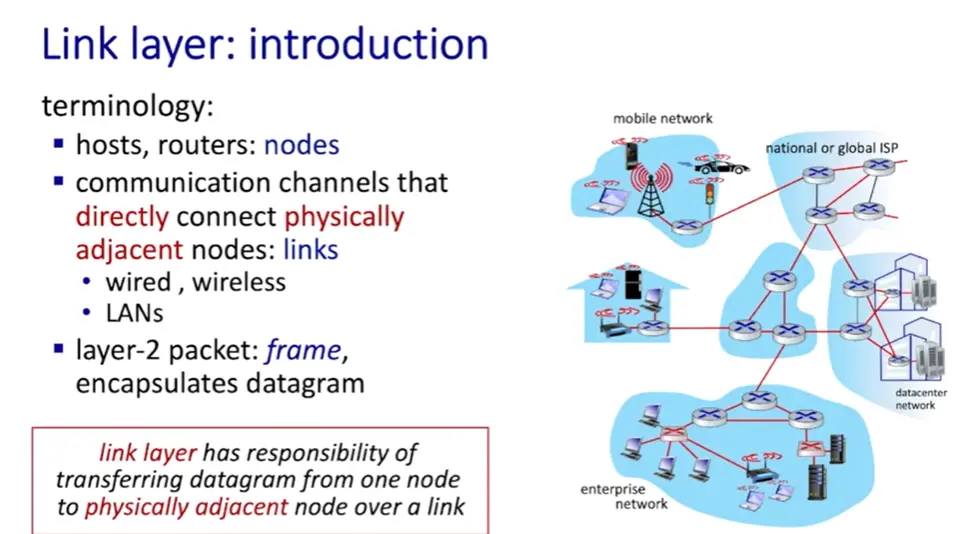 Link layer: introduction
terminology:
▪ hosts, routers: nodes
▪ communication channels that
directly connect physically
adjacent nodes: links
• wired , wireless
• LANs
▪ layer-2 packet: frame,
encapsulates datagram
link layer has responsibility of
transferring datagram from one node
to physically adjacent node over a link
mobile network
national or global ISP
datacenter
network
enterprise
network